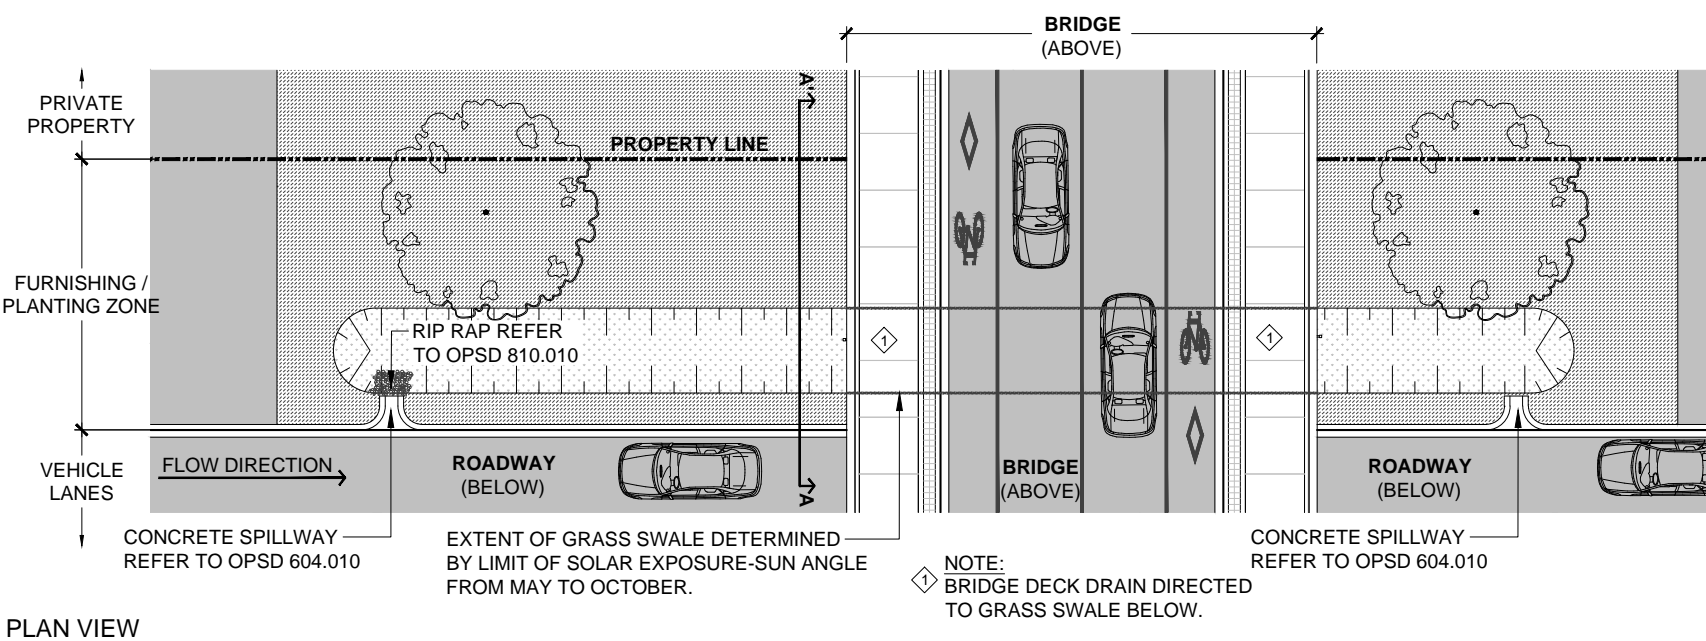 BRIDGE
(ABOVE)
PRIVATE
PROPERTY
A'
PROPERTY LINE
FURNISHING /
PLANTING ZONE
RIP RAP REFER
TO OPSD 810.010
1
1
VEHICLE
LANES
FLOW DIRECTION
ROADWAY
(BELOW)
A
BRIDGE
(ABOVE)
ROADWAY
(BELOW)
CONCRETE SPILLWAY
REFER TO OPSD 604.010
EXTENT OF GRASS SWALE DETERMINED
BY LIMIT OF SOLAR EXPOSURE-SUN ANGLE
FROM MAY TO OCTOBER.
1
NOTE:
BRIDGE DECK DRAIN DIRECTED
TO GRASS SWALE BELOW.
CONCRETE SPILLWAY
REFER TO OPSD 604.010
PLAN VIEW